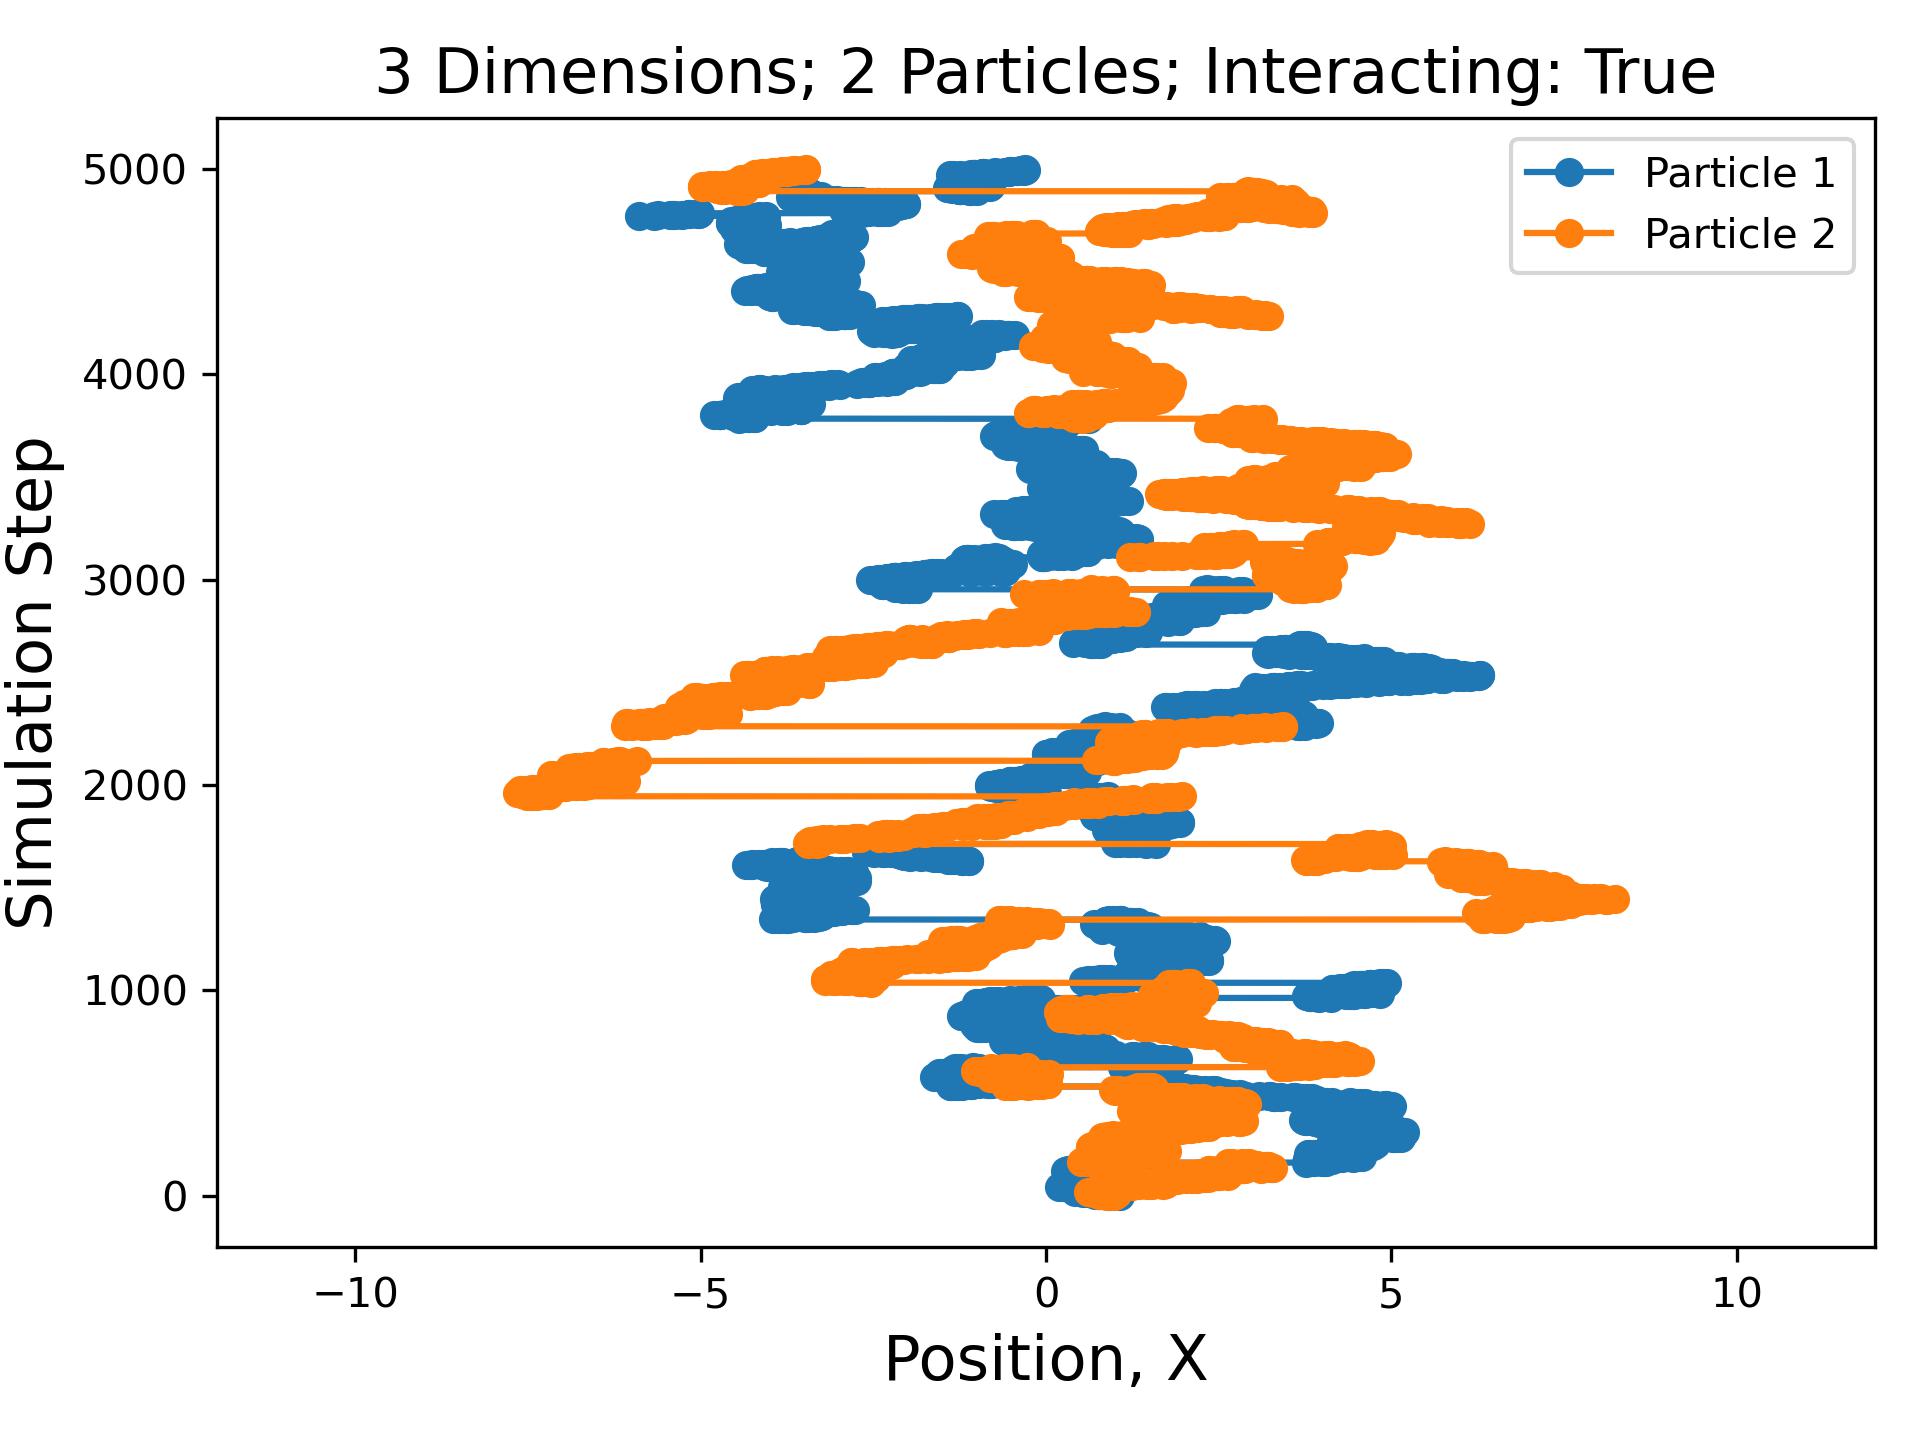 3 Dimensions; 2 Particles; Interacting: True
Particle 1
Particle 2
Simulation Step
5000
4000
3000
2000
1000
0
−10
−5
0
5
10
Position, X